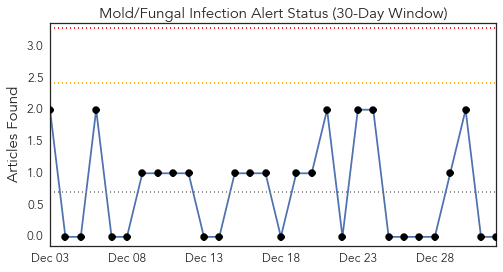 Mold/Fungal Infection Alert Status (30-Day Window)
Articles Found
3.0
2.5
2.0
1.5
1.0
0.5
0.0
Dec 03 Dec 08 Dec 13 Dec 18 Dec 23 Dec 28